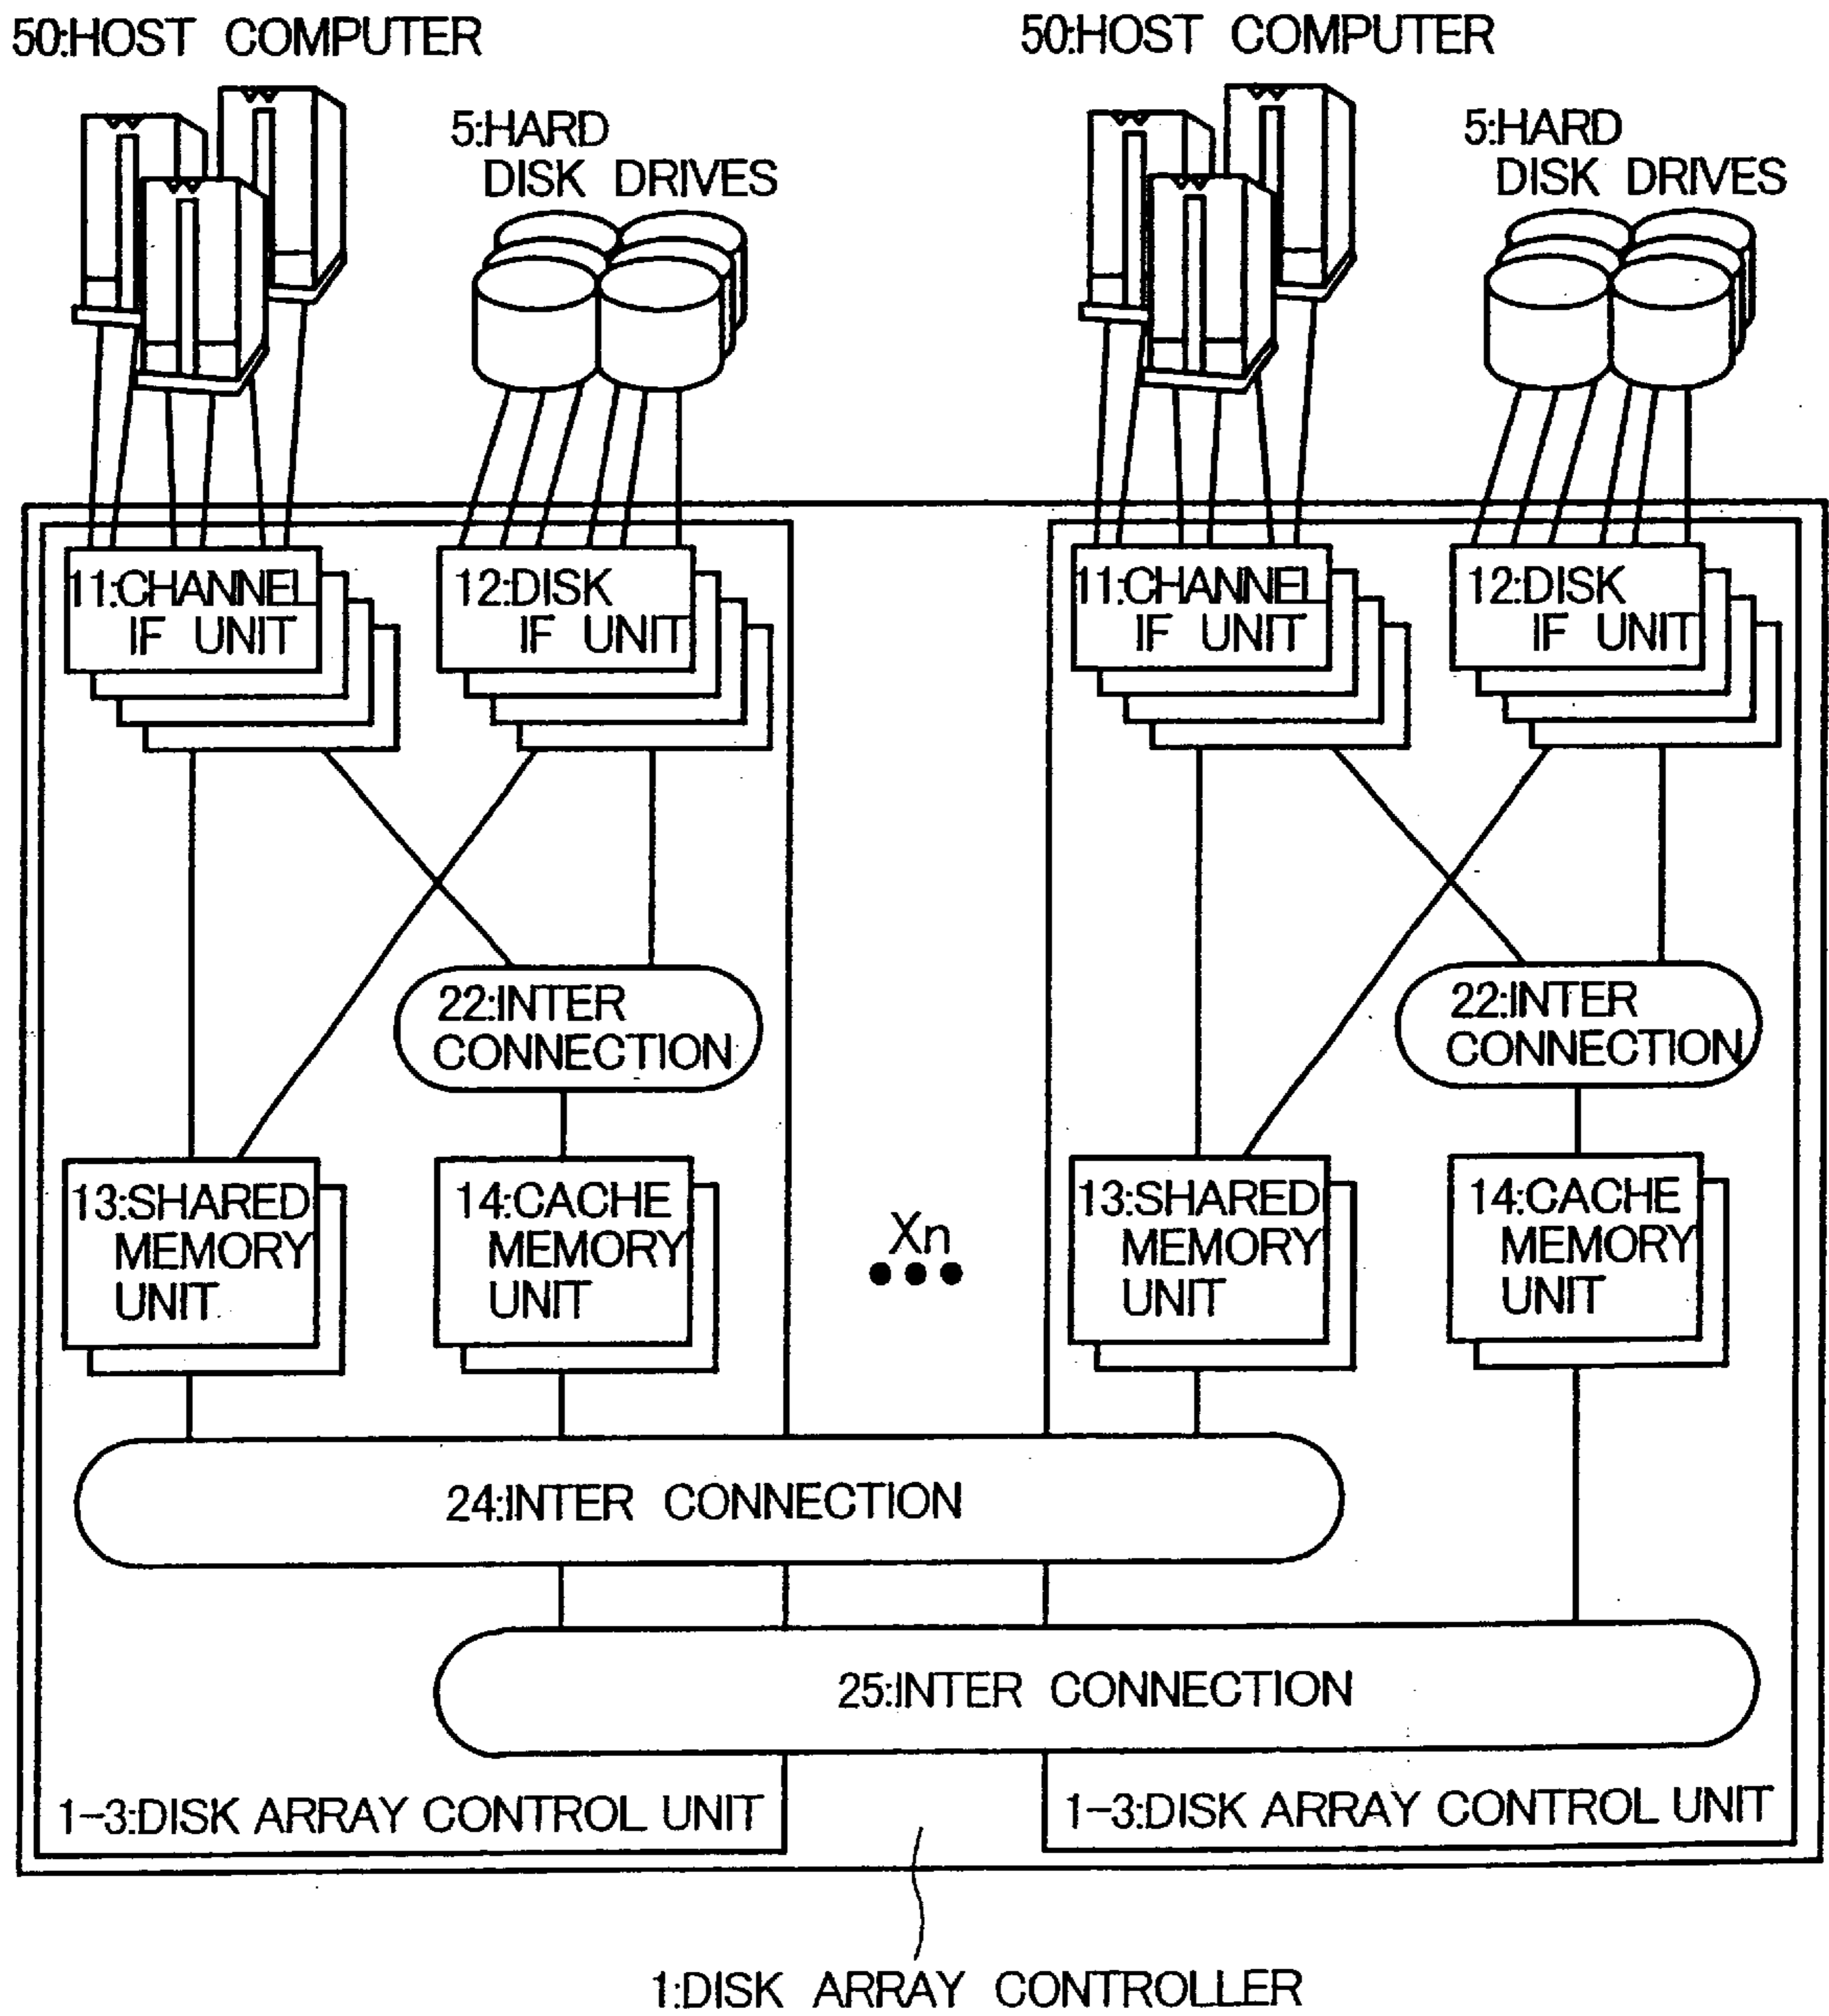 50:HOST COMPUTER
50:HOST COMPUTER
5:HARD
DISK DRIVES
5:HARD
DISK DRIVES
11:CHANNEL
IF UNIT
12:DISK
IF UNIT
11:CHANNEL
IF UNIT
12:DISK
IF UNIT
22:INTER
CONNECTION
22:INTER
CONNECTION
13:SHARED
MEMORY
UNIT
14:CACHE
MEMORY
UNIT
Xn
•••
13:SHARED
MEMORY
UNIT
14:CACHE
MEMORY
UNIT
24:INTER CONNECTION
25:INTER CONNECTION
1-3:DISK ARRAY CONTROL UNIT
1-3:DISK ARRAY CONTROL UNIT
1:DISK ARRAY CONTROLLER